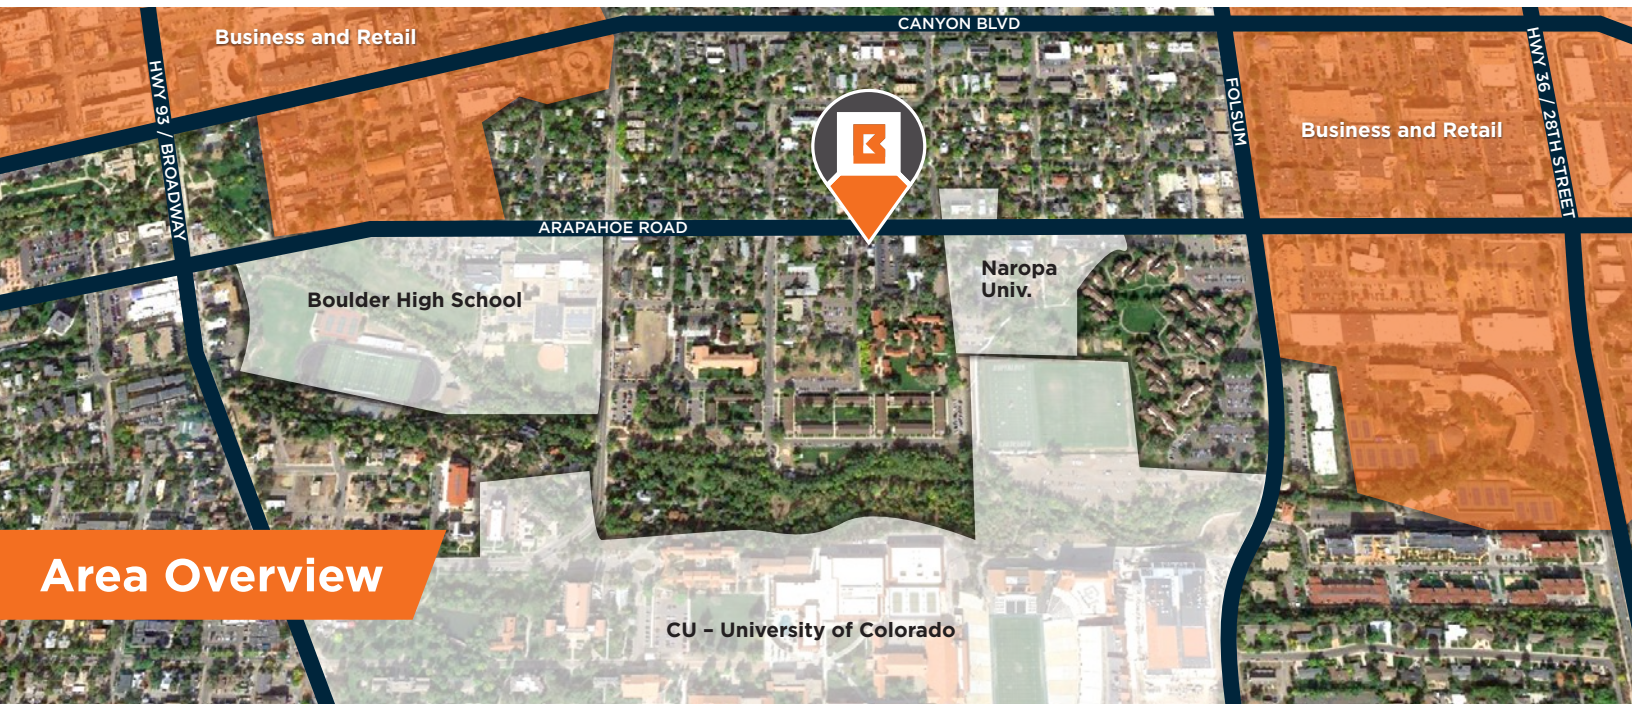 CANYON BLVD
Business and Retail
HWY 93 / BROADWAY
FOLSUM
HWY 36 / 28TH STREET
Business and Retail
ARAPAHOE ROAD
Naropa
Univ.
Boulder High School
Area Overview
CU – University of Colorado